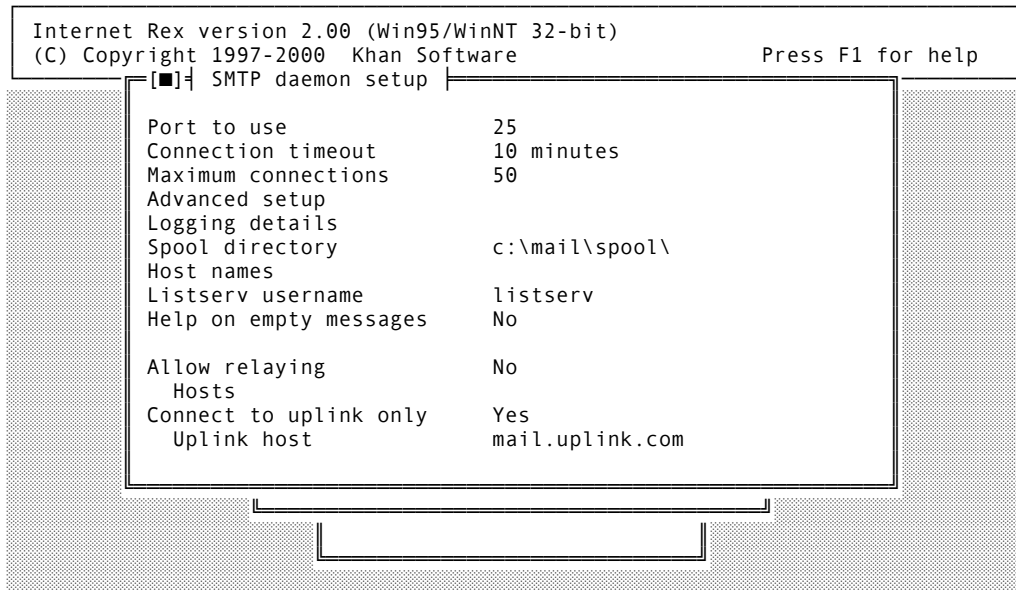 Internet Rex version 2.00 (Win95/WinNT 32-bit)
(C) Copyright 1997-2000 Khan Software Press F1 for help
[■] SMTP daemon setup
Port to use 25
Connection timeout 10 minutes
Maximum connections 50
Advanced setup
Logging details
Spool directory c:\mail\spool\
Host names
Listserv username listserv
Help on empty messages No
Allow relaying No
Hosts
Connect to uplink only Yes
Uplink host mail.uplink.com